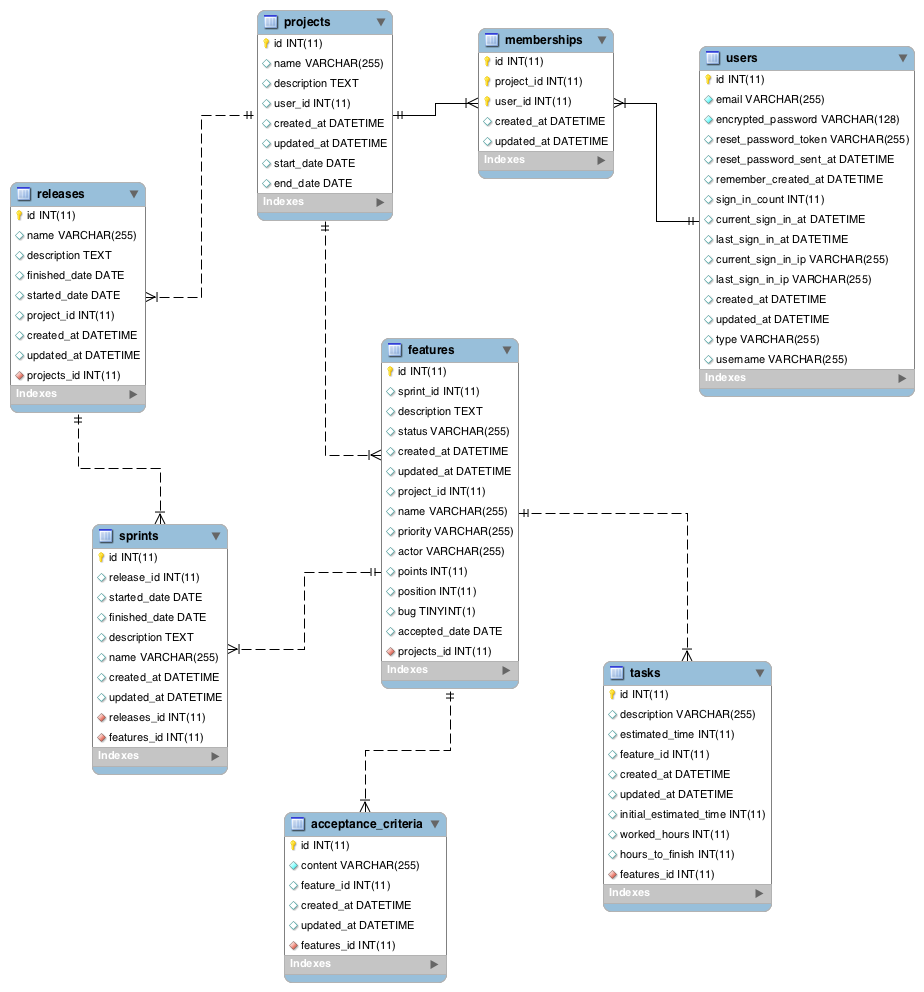 projects
id INT(11)
name VARCHAR(255)
description TEXT
user_id INT(11)
created_at DATETIME
updated_at DATETIME
start_date DATE
end_date DATE
Indexes
memberships
id INT(11)
project_id INT(11)
user_id INT(11)
created_at DATETIME
updated_at DATETIME
Indexes
users
id INT(11)
email VARCHAR(255)
encrypted_password VARCHAR(128)
reset_password_token VARCHAR(255)
reset_password_sent_at DATETIME
remember_created_at DATETIME
sign_in_count INT(11)
current_sign_in_at DATETIME
last_sign_in_at DATETIME
current_sign_in_ip VARCHAR(255)
last_sign_in_ip VARCHAR(255)
created_at DATETIME
updated_at DATETIME
type VARCHAR(255)
username VARCHAR(255)
Indexes
releases
id INT(11)
name VARCHAR(255)
description TEXT
finished_date DATE
started_date DATE
project_id INT(11)
created_at DATETIME
updated_at DATETIME
projects_id INT(11)
Indexes
features
id INT(11)
sprint_id INT(11)
description TEXT
status VARCHAR(255)
created_at DATETIME
updated_at DATETIME
project_id INT(11)
name VARCHAR(255)
priority VARCHAR(255)
actor VARCHAR(255)
points INT(11)
position INT(11)
bug TINYINT(1)
accepted_date DATE
projects_id INT(11)
Indexes
sprints
id INT(11)
release_id INT(11)
started_date DATE
finished_date DATE
description TEXT
name VARCHAR(255)
created_at DATETIME
updated_at DATETIME
releases_id INT(11)
features_id INT(11)
Indexes
tasks
id INT(11)
description VARCHAR(255)
estimated_time INT(11)
feature_id INT(11)
created_at DATETIME
updated_at DATETIME
initial_estimated_time INT(11)
worked_hours INT(11)
hours_to_finish INT(11)
features_id INT(11)
Indexes
acceptance_criteria
id INT(11)
content VARCHAR(255)
feature_id INT(11)
created_at DATETIME
updated_at DATETIME
features_id INT(11)
Indexes